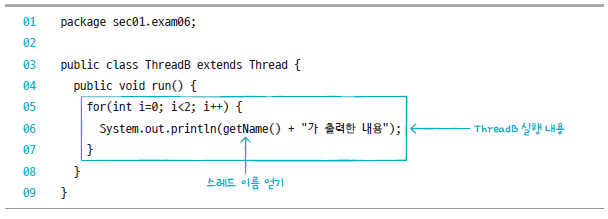 01 package sec01.exam06;
02
03 public class ThreadB extends Thread {
04 public void run() {
05 for(int i=0; i<2; i++) {
06 System.out.println(getName() + "가 출력한 내용"); ThreadB 실행 내용
07 }
08 }
스레드 이름 얻기
09 }